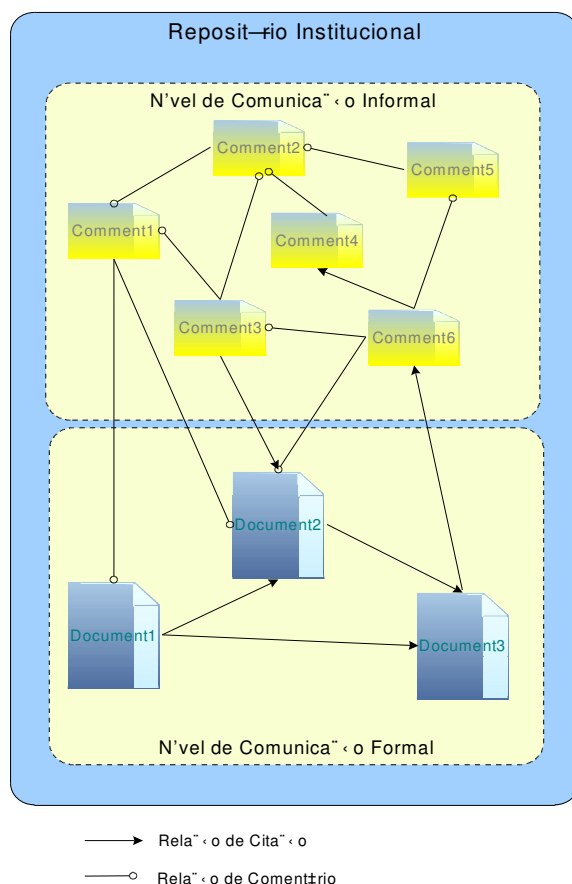 Reposit—rio Institucional
N'vel de Comunica¨‹o Informal
Comment2
Comment5
Comment1
Comment4
Comment3
Comment6
Document2
Document1
Document3
N'vel de Comunica¨‹o Formal
Rela¨‹o de Cita¨‹o
Rela¨‹o de Coment‡rio